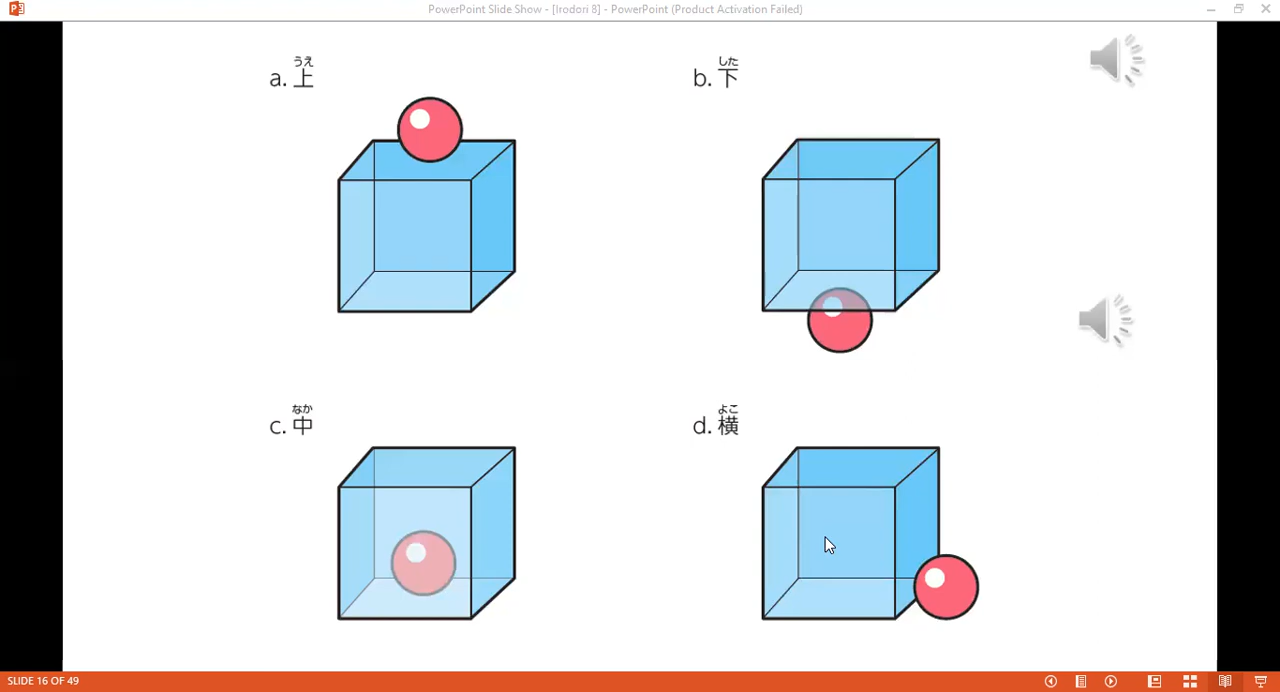 PowerPoint Slide Show - [Irodori 8] - PowerPoint (Product Activation Failed)
うえ
a. 上
した
b. 下
なか
c. 中
よこ
d. 横
SLIDE 16 OF 49